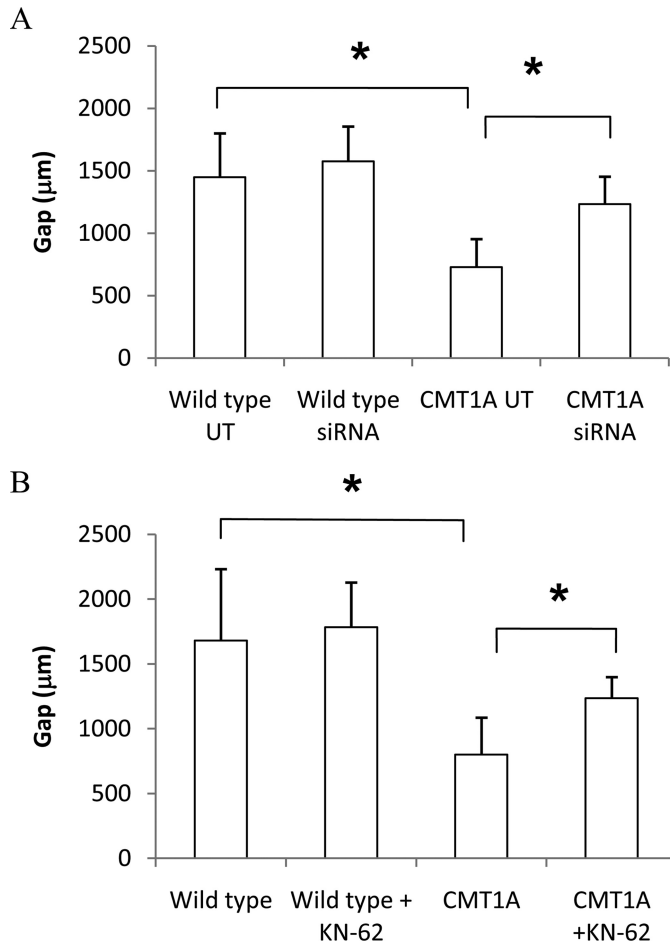 A
2500
*
*
2000
1500
Gap (µm)
1000
500
0
Wild type UT
Wild type siRNA
CMT1A UT
CMT1A siRNA
B
*
2500
2000
*
1500
Gap (µm)
1000
500
0
Wild type
Wild type + KN-62
CMT1A
CMT1A +KN-62